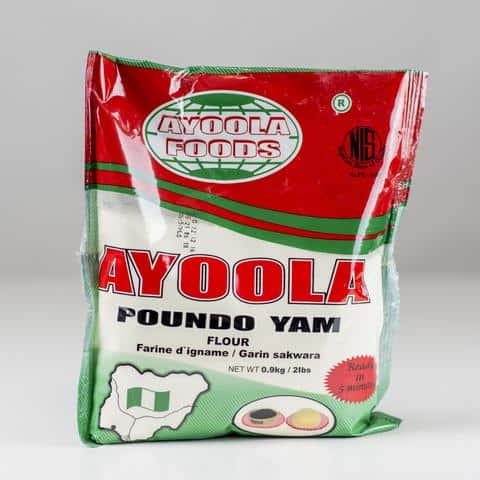 AYOOLA
FOODS
®
NIS
AYOOLA
POUNDO YAM
FLOUR
Farine d'igname / Garin sakwara
NET WT 0.9kg / 2lbs
Ready
in
5 minutes